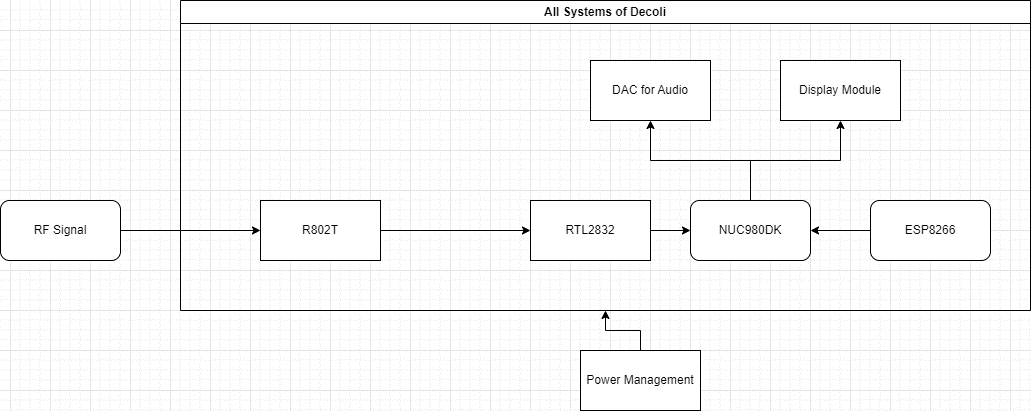 All Systems of Decoli
DAC for Audio
Display Module
RF Signal
R802T
RTL2832
NUC980DK
ESP8266
Power Management